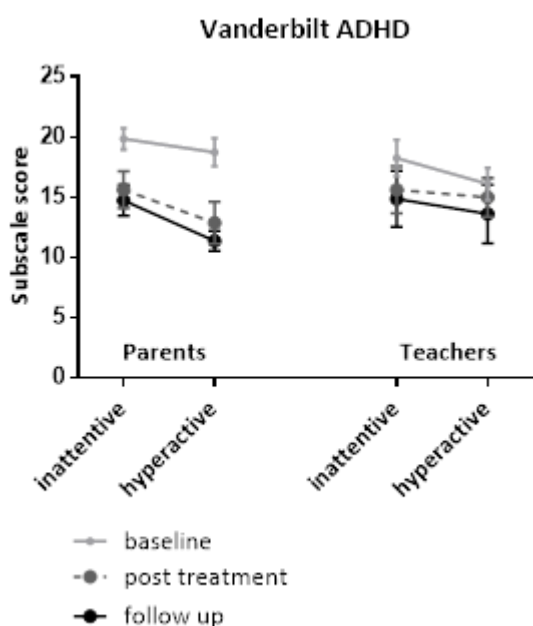 Vanderbilt ADHD
25
20
15
10
5
0
Subscale score
Parents
Teachers
inattentive
hyperactive
inattentive
hyperactive
baseline
post treatment
follow up